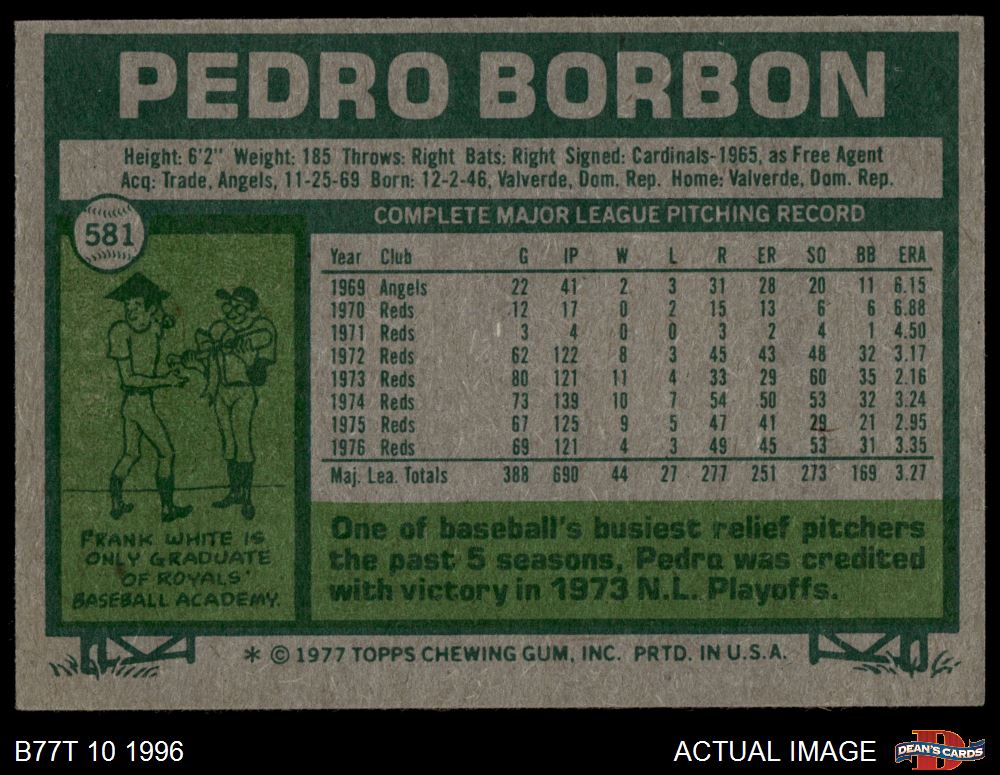 PEDRO BORBON
Height: 6'2" Weight: 185 Throws: Right Bats: Right Signed: Cardinals-1965, as Free Agent
Acq: Trade, Angels, 11-25-69 Born: 12-2-46, Valverde, Dom. Rep. Home: Valverde, Dom. Rep.
581
COMPLETE MAJOR LEAGUE PITCHING RECORD
Year Club G IP W L R ER SO BB ERA
1969 Angels 22 41 2 3 31 28 20 11 6.15
1970 Reds 12 17 0 2 15 13 6 6 6.88
1971 Reds 3 4 0 0 3 2 4 1 4.50
1972 Reds 62 122 8 3 45 43 48 32 3.17
1973 Reds 80 121 11 4 33 29 60 35 2.16
1974 Reds 73 139 10 7 54 50 53 32 3.24
1975 Reds 67 125 9 5 47 41 29 21 2.95
1976 Reds 69 121 4 3 49 45 53 31 3.35
Maj. Lea. Totals 388 690 44 27 277 251 273 169 3.27
FRANK WHITE IS
ONLY GRADUATE
OF ROYALS'
BASEBALL ACADEMY.
One of baseball's busiest relief pitchers
the past 5 seasons, Pedro was credited
with victory in 1973 N.L. Playoffs.
* © 1977 TOPPS CHEWING GUM, INC. PRTD. IN U.S.A.
B77T 10 1996
ACTUAL IMAGE
D
DEAN'S CARDS